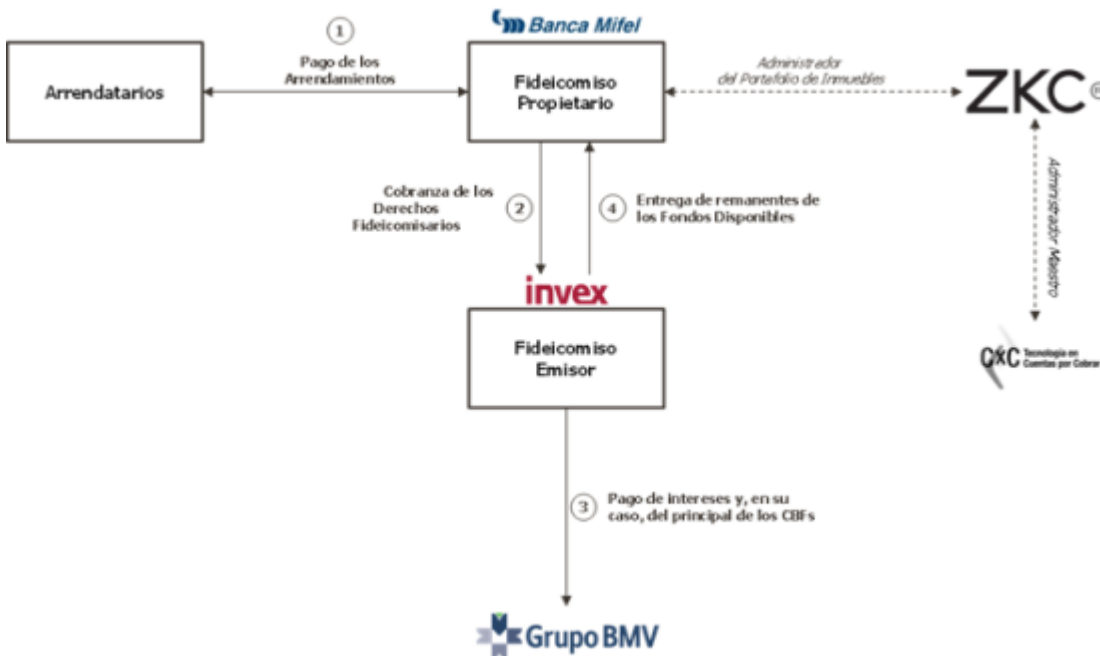 Banca Mifel
1
Pago de los
Arrendamientos
Arrendatarios
Fideicomiso
Propietario
Administrador
del Portafolio de Inmuebles
ZKC®
Cobranza de los
Derechos
Fideicomisarios
2
4
Entrega de remanentes de
los Fondos Disponibles
Administrador Maestro
invex
Fideicomiso
Emisor
CxC Tecnología en
Cuentas por Cobrar
3
Pago de intereses y, en su
caso, del principal de los CBFs
Grupo BMV